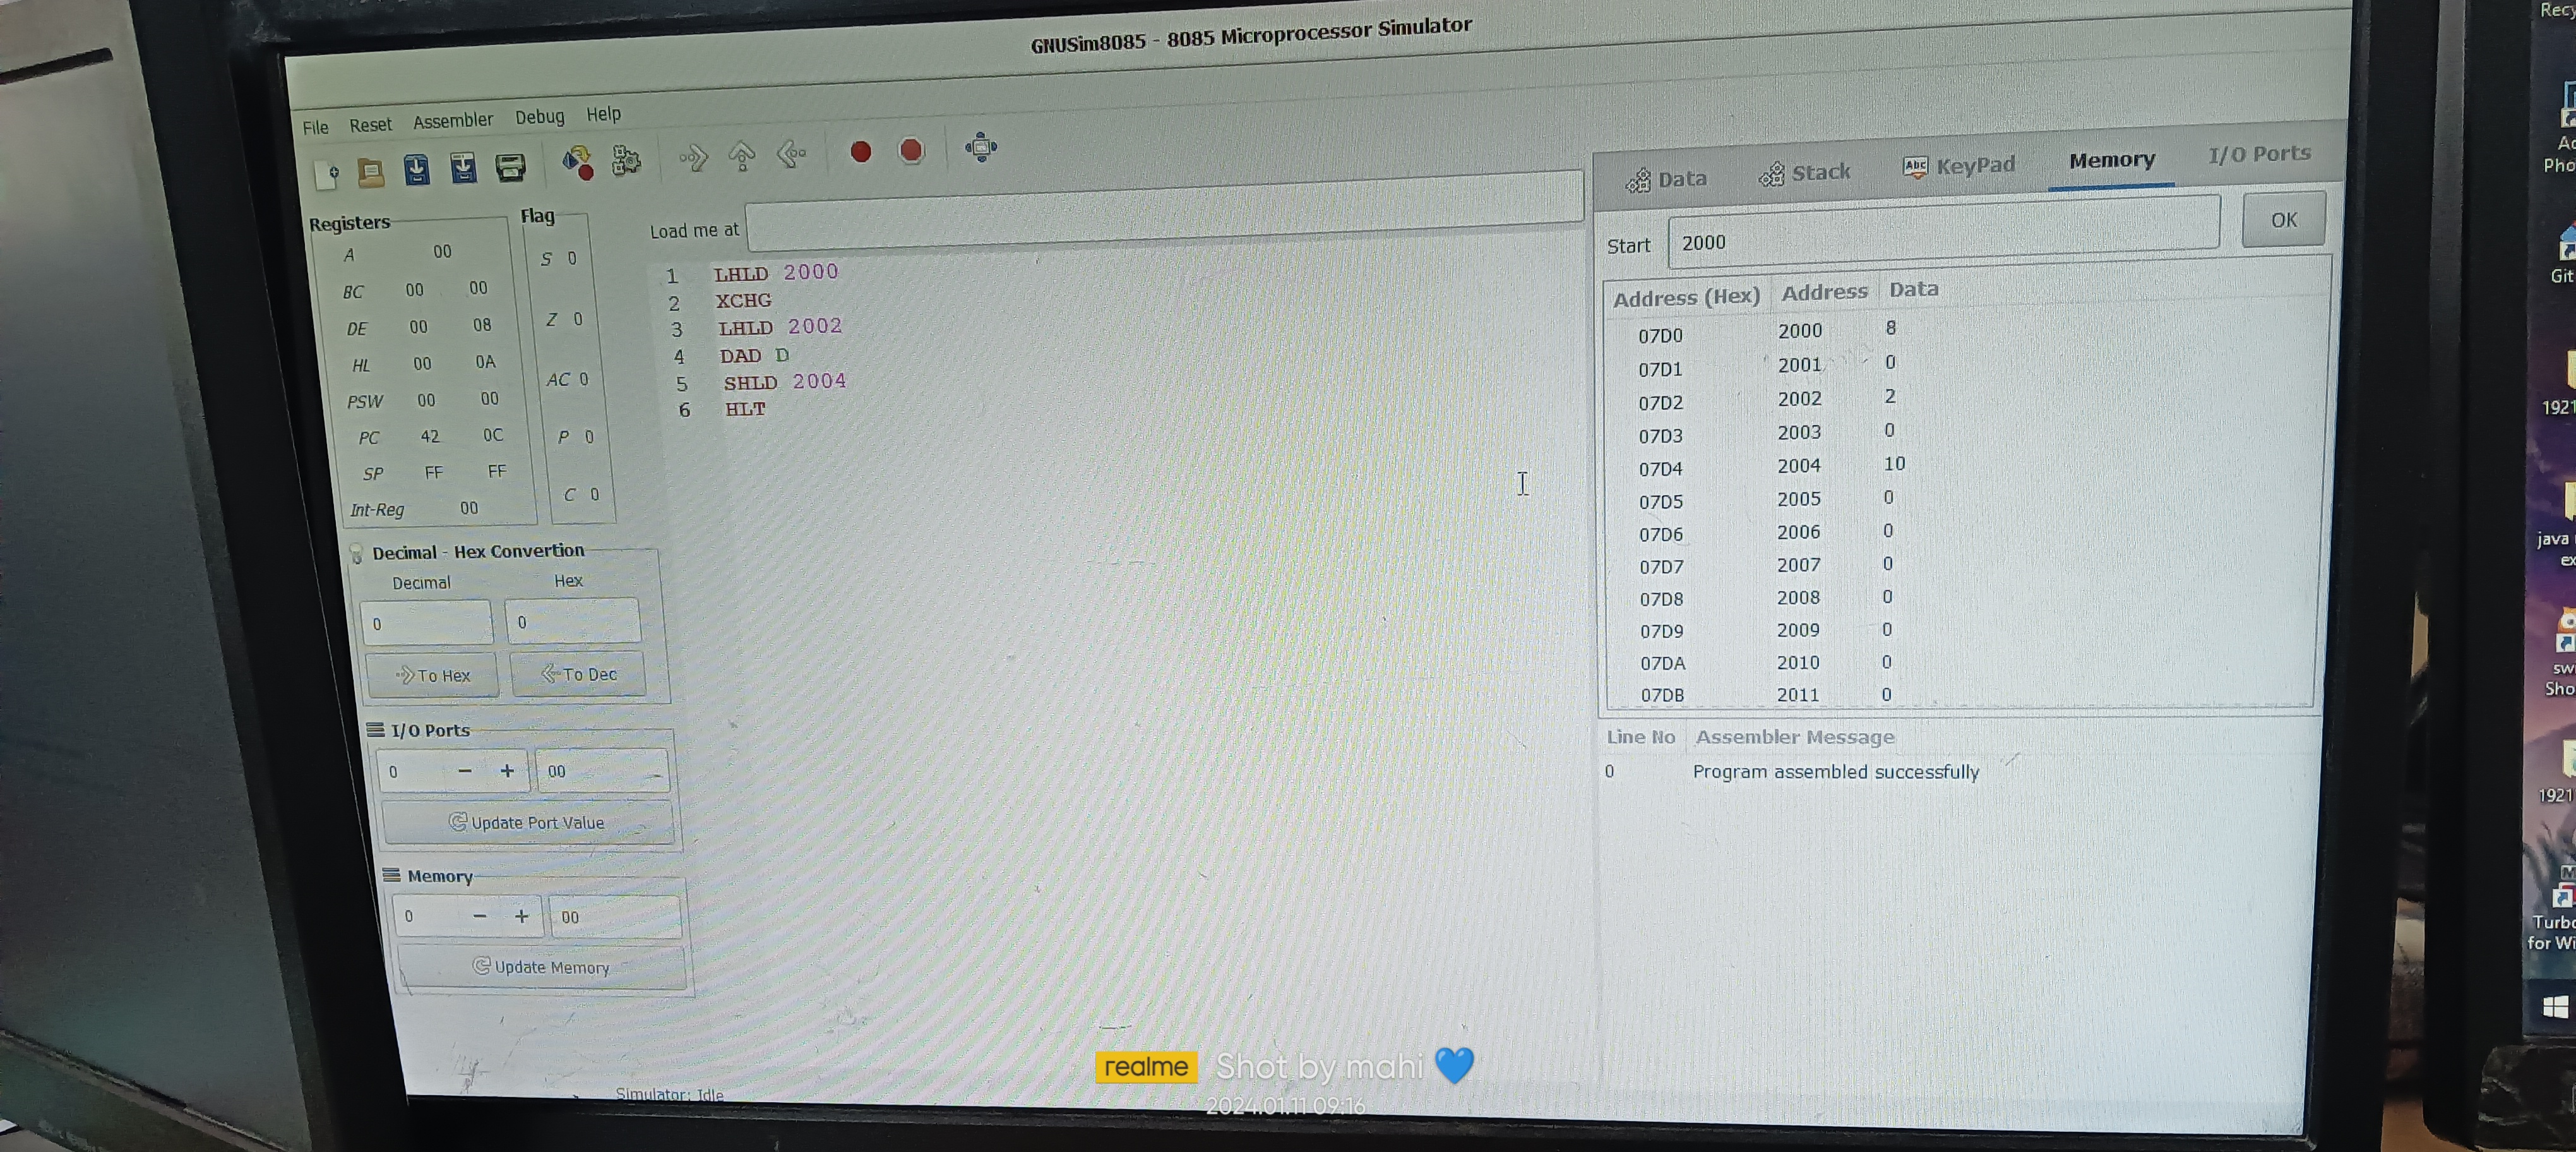 GNUSim8085 - 8085 Microprocessor Simulator
File Reset Assembler Debug Help
Registers
A 00
BC 00 00
DE 00 08
HL 00 0A
PSW 00 00
PC 42 0C
SP FF FF
Int-Reg 00
Flag
S 0
Z 0
AC 0
P 0
C 0
Decimal - Hex Convertion
Decimal Hex
0 0
To Hex To Dec
I/O Ports
0 - + 00
Update Port Value
Memory
0 - + 00
Update Memory
Simulator: Idle
Load me at
1 LHLD 2000
2 XCHG
3 LHLD 2002
4 DAD D
5 SHLD 2004
6 HLT
Data Stack KeyPad Memory I/O Ports
Start 2000 OK
Address (Hex) Address Data
07D0 2000 8
07D1 2001 0
07D2 2002 2
07D3 2003 0
07D4 2004 10
07D5 2005 0
07D6 2006 0
07D7 2007 0
07D8 2008 0
07D9 2009 0
07DA 2010 0
07DB 2011 0
Line No Assembler Message
0 Program assembled successfully
realme Shot by mahi 💙
2024.01.11 09:16
Recy
Pho
Git
1921
java
ex
sw
Sho
1921
Turbo
for Wi